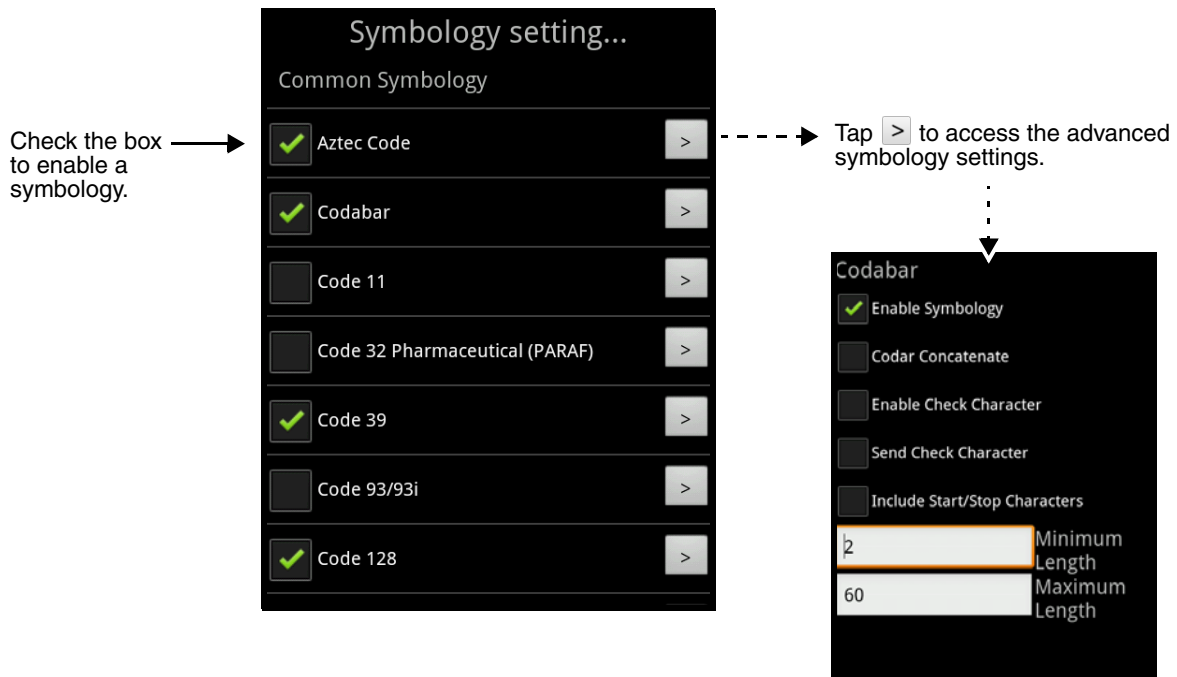 Symbology setting...
Common Symbology
Check the box
to enable a
symbology.
Aztec Code >
Codabar >
Code 11 >
Code 32 Pharmaceutical (PARAF) >
Code 39 >
Code 93/93i >
Code 128 >
Tap > to access the advanced
symbology settings.
Codabar
Enable Symbology
Codar Concatenate
Enable Check Character
Send Check Character
Include Start/Stop Characters
2 Minimum
Length
60 Maximum
Length